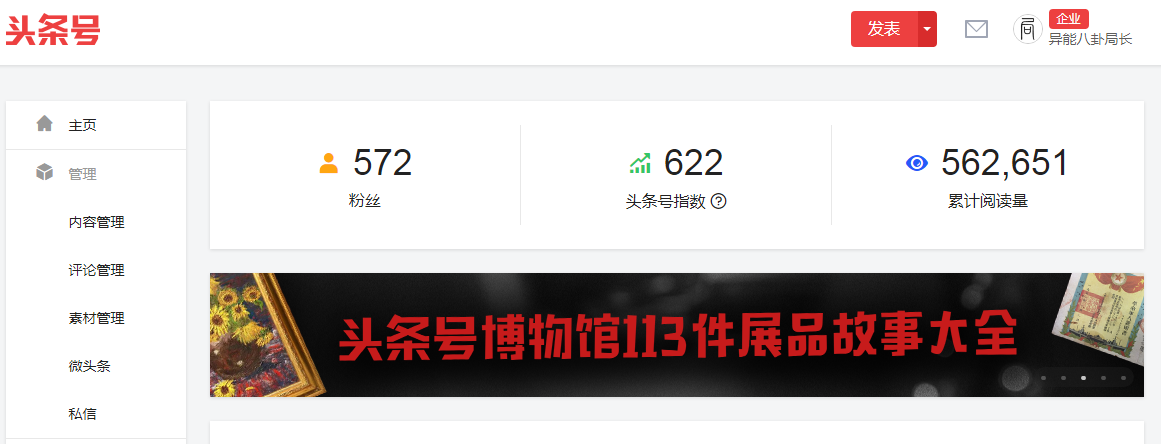 头条号
发表
企业
异能八卦局长
主页
管理
内容管理
评论管理
素材管理
微头条
私信
572
粉丝
622
头条号指数
562,651
累计阅读量
头条号博物馆113件展品故事大全